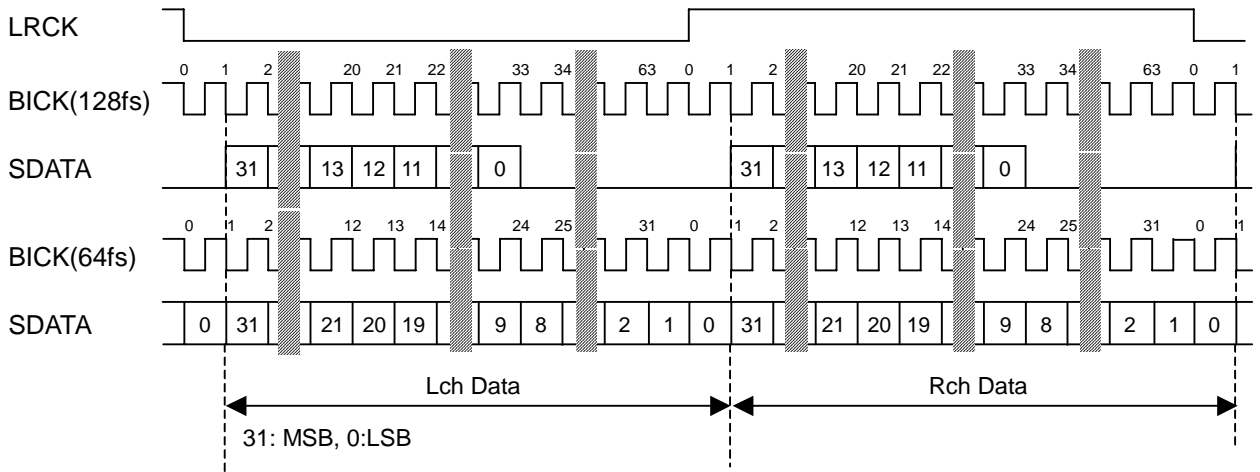 LRCK
0 1 2 20 21 22 33 34 63 0 1 2 20 21 22 33 34 63 0 1
BICK(128fs)
SDATA 31 13 12 11 0 31 13 12 11 0
0 1 2 12 13 14 24 25 31 0 1 2 12 13 14 24 25 31 0 1
BICK(64fs)
SDATA 0 31 21 20 19 9 8 2 1 0 31 21 20 19 9 8 2 1 0
Lch Data Rch Data
31: MSB, 0:LSB